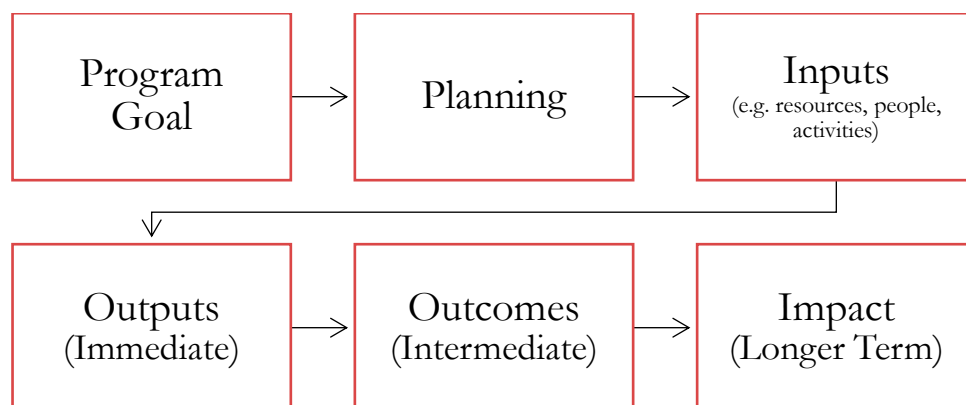 Program
Goal
Planning
Inputs
(e.g. resources, people,
activities)
Outputs
(Immediate)
Outcomes
(Intermediate)
Impact
(Longer Term)